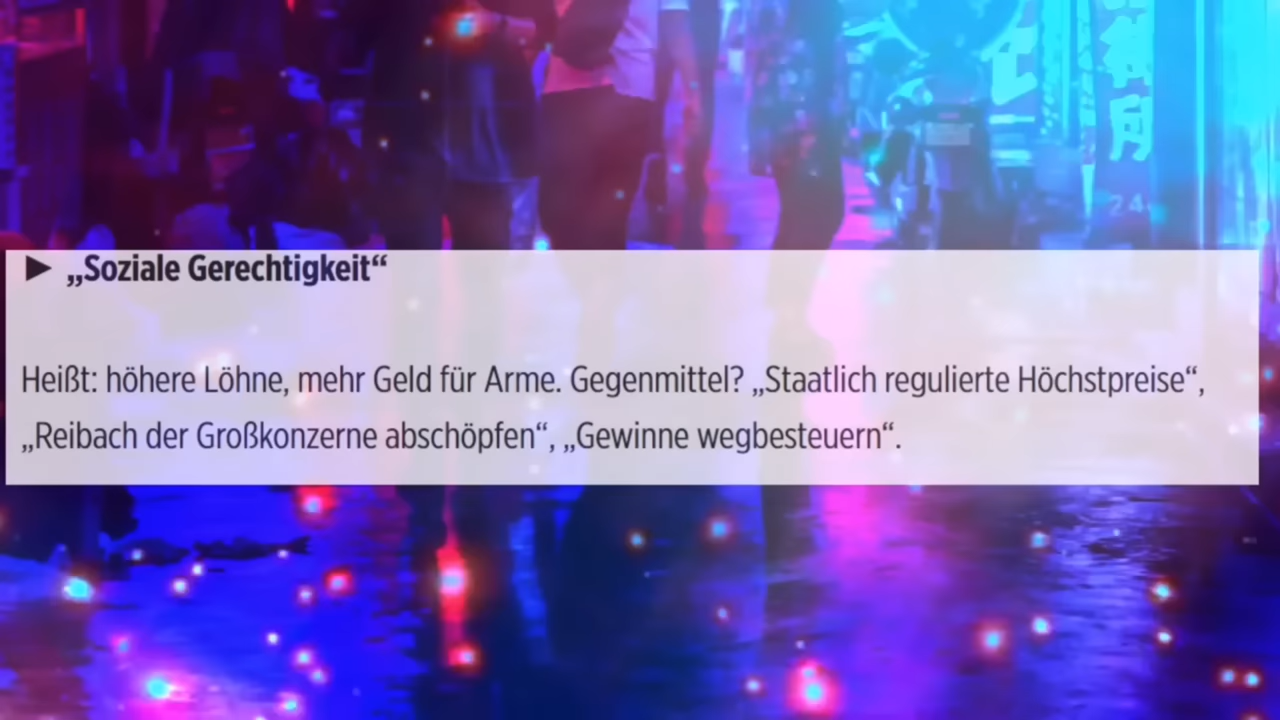 ► „Soziale Gerechtigkeit“
Heißt: höhere Löhne, mehr Geld für Arme. Gegenmittel? „Staatlich regulierte Höchstpreise“,
„Reibach der Großkonzerne abschöpfen“, „Gewinne wegbesteuern“.
24